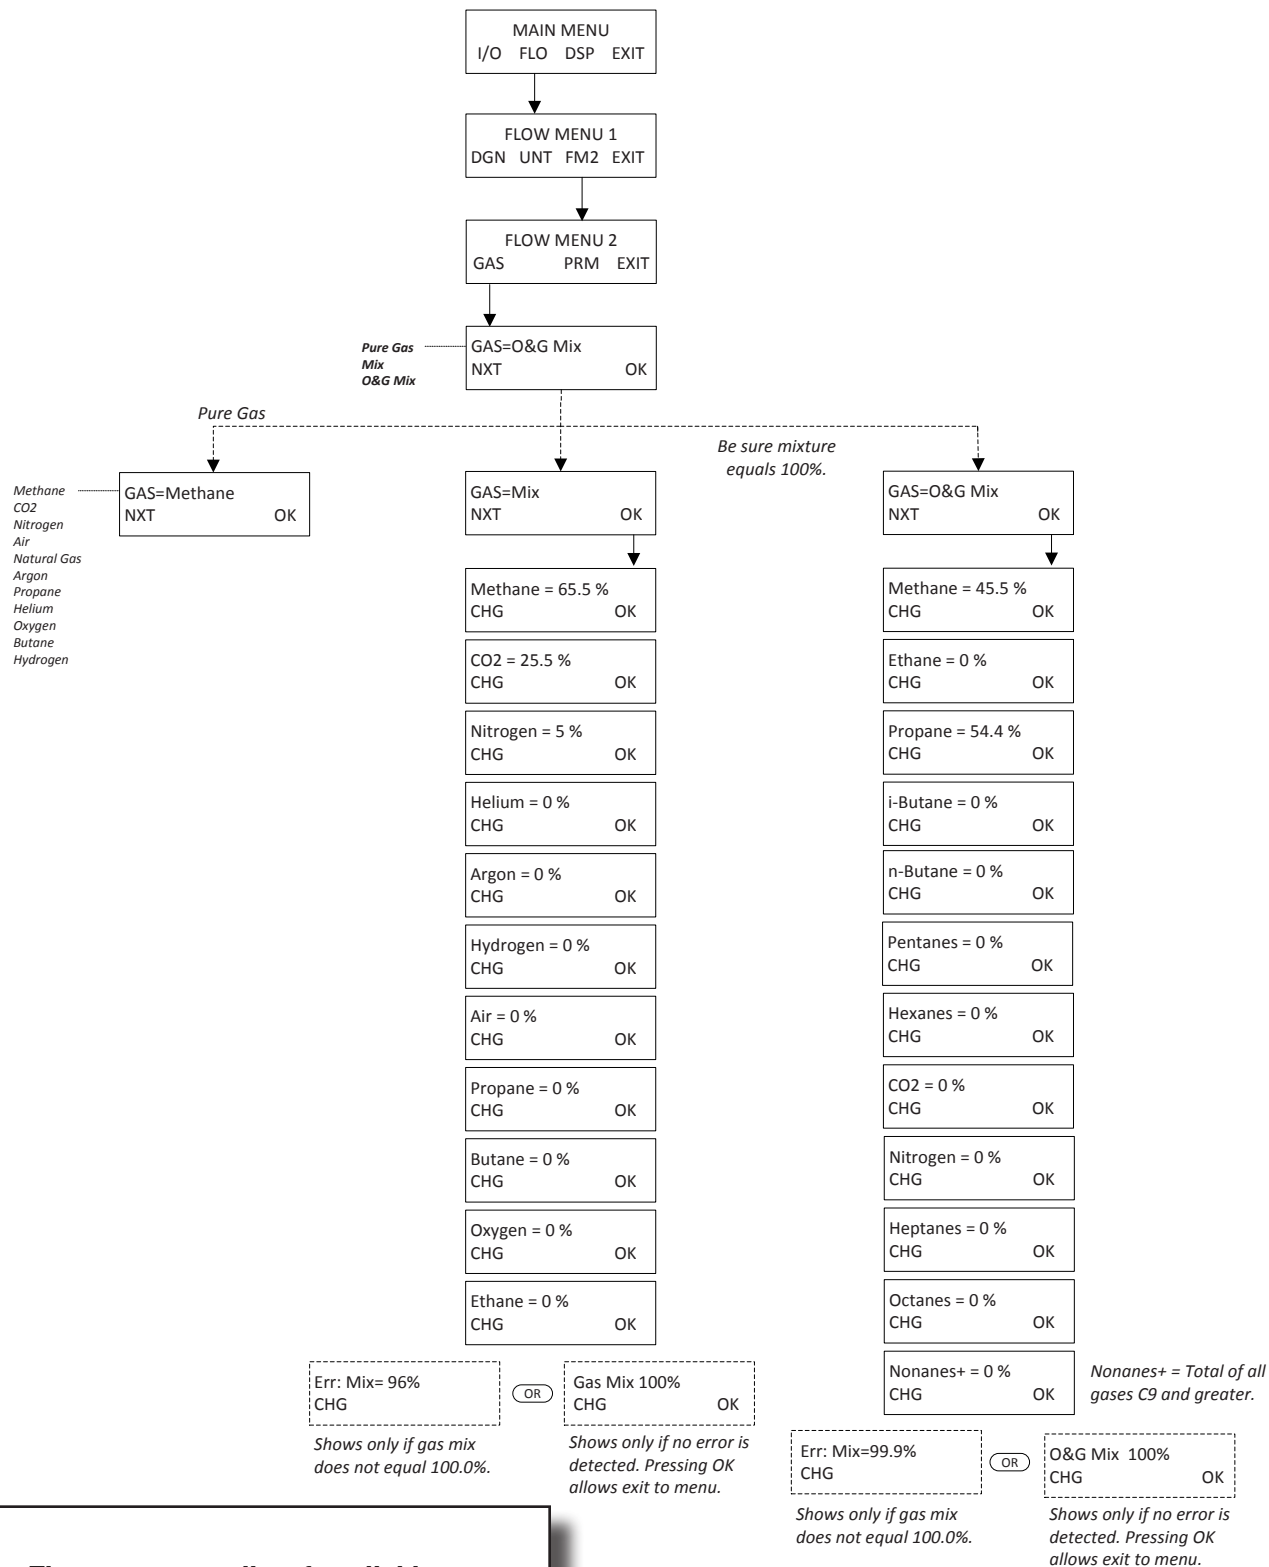 MAIN MENU
I/O FLO DSP EXIT
FLOW MENU 1
DGN UNT FM2 EXIT
FLOW MENU 2
GAS PRM EXIT
Pure Gas
Mix
O&G Mix
GAS=O&G Mix
NXT OK
Pure Gas
Be sure mixture
equals 100%.
Methane
CO2
Nitrogen
Air
Natural Gas
Argon
Propane
Helium
Oxygen
Butane
Hydrogen
GAS=Methane
NXT OK
GAS=Mix
NXT OK
Methane = 65.5 %
CHG OK
CO2 = 25.5 %
CHG OK
Nitrogen = 5 %
CHG OK
Helium = 0 %
CHG OK
Argon = 0 %
CHG OK
Hydrogen = 0 %
CHG OK
Air = 0 %
CHG OK
Propane = 0 %
CHG OK
Butane = 0 %
CHG OK
Oxygen = 0 %
CHG OK
Ethane = 0 %
CHG OK
Err: Mix= 96%
CHG
OR
Gas Mix 100%
CHG OK
Shows only if gas mix
does not equal 100.0%.
Shows only if no error is
detected. Pressing OK
allows exit to menu.
GAS=O&G Mix
NXT OK
Methane = 45.5 %
CHG OK
Ethane = 0 %
CHG OK
Propane = 54.4 %
CHG OK
i-Butane = 0 %
CHG OK
n-Butane = 0 %
CHG OK
Pentanes = 0 %
CHG OK
Hexanes = 0 %
CHG OK
CO2 = 0 %
CHG OK
Nitrogen = 0 %
CHG OK
Heptanes = 0 %
CHG OK
Octanes = 0 %
CHG OK
Nonanes+ = 0 %
CHG OK
Nonanes+ = Total of all
gases C9 and greater.
Err: Mix=99.9%
CHG
OR
O&G Mix 100%
CHG OK
Shows only if gas mix
does not equal 100.0%.
Shows only if no error is
detected. Pressing OK
allows exit to menu.